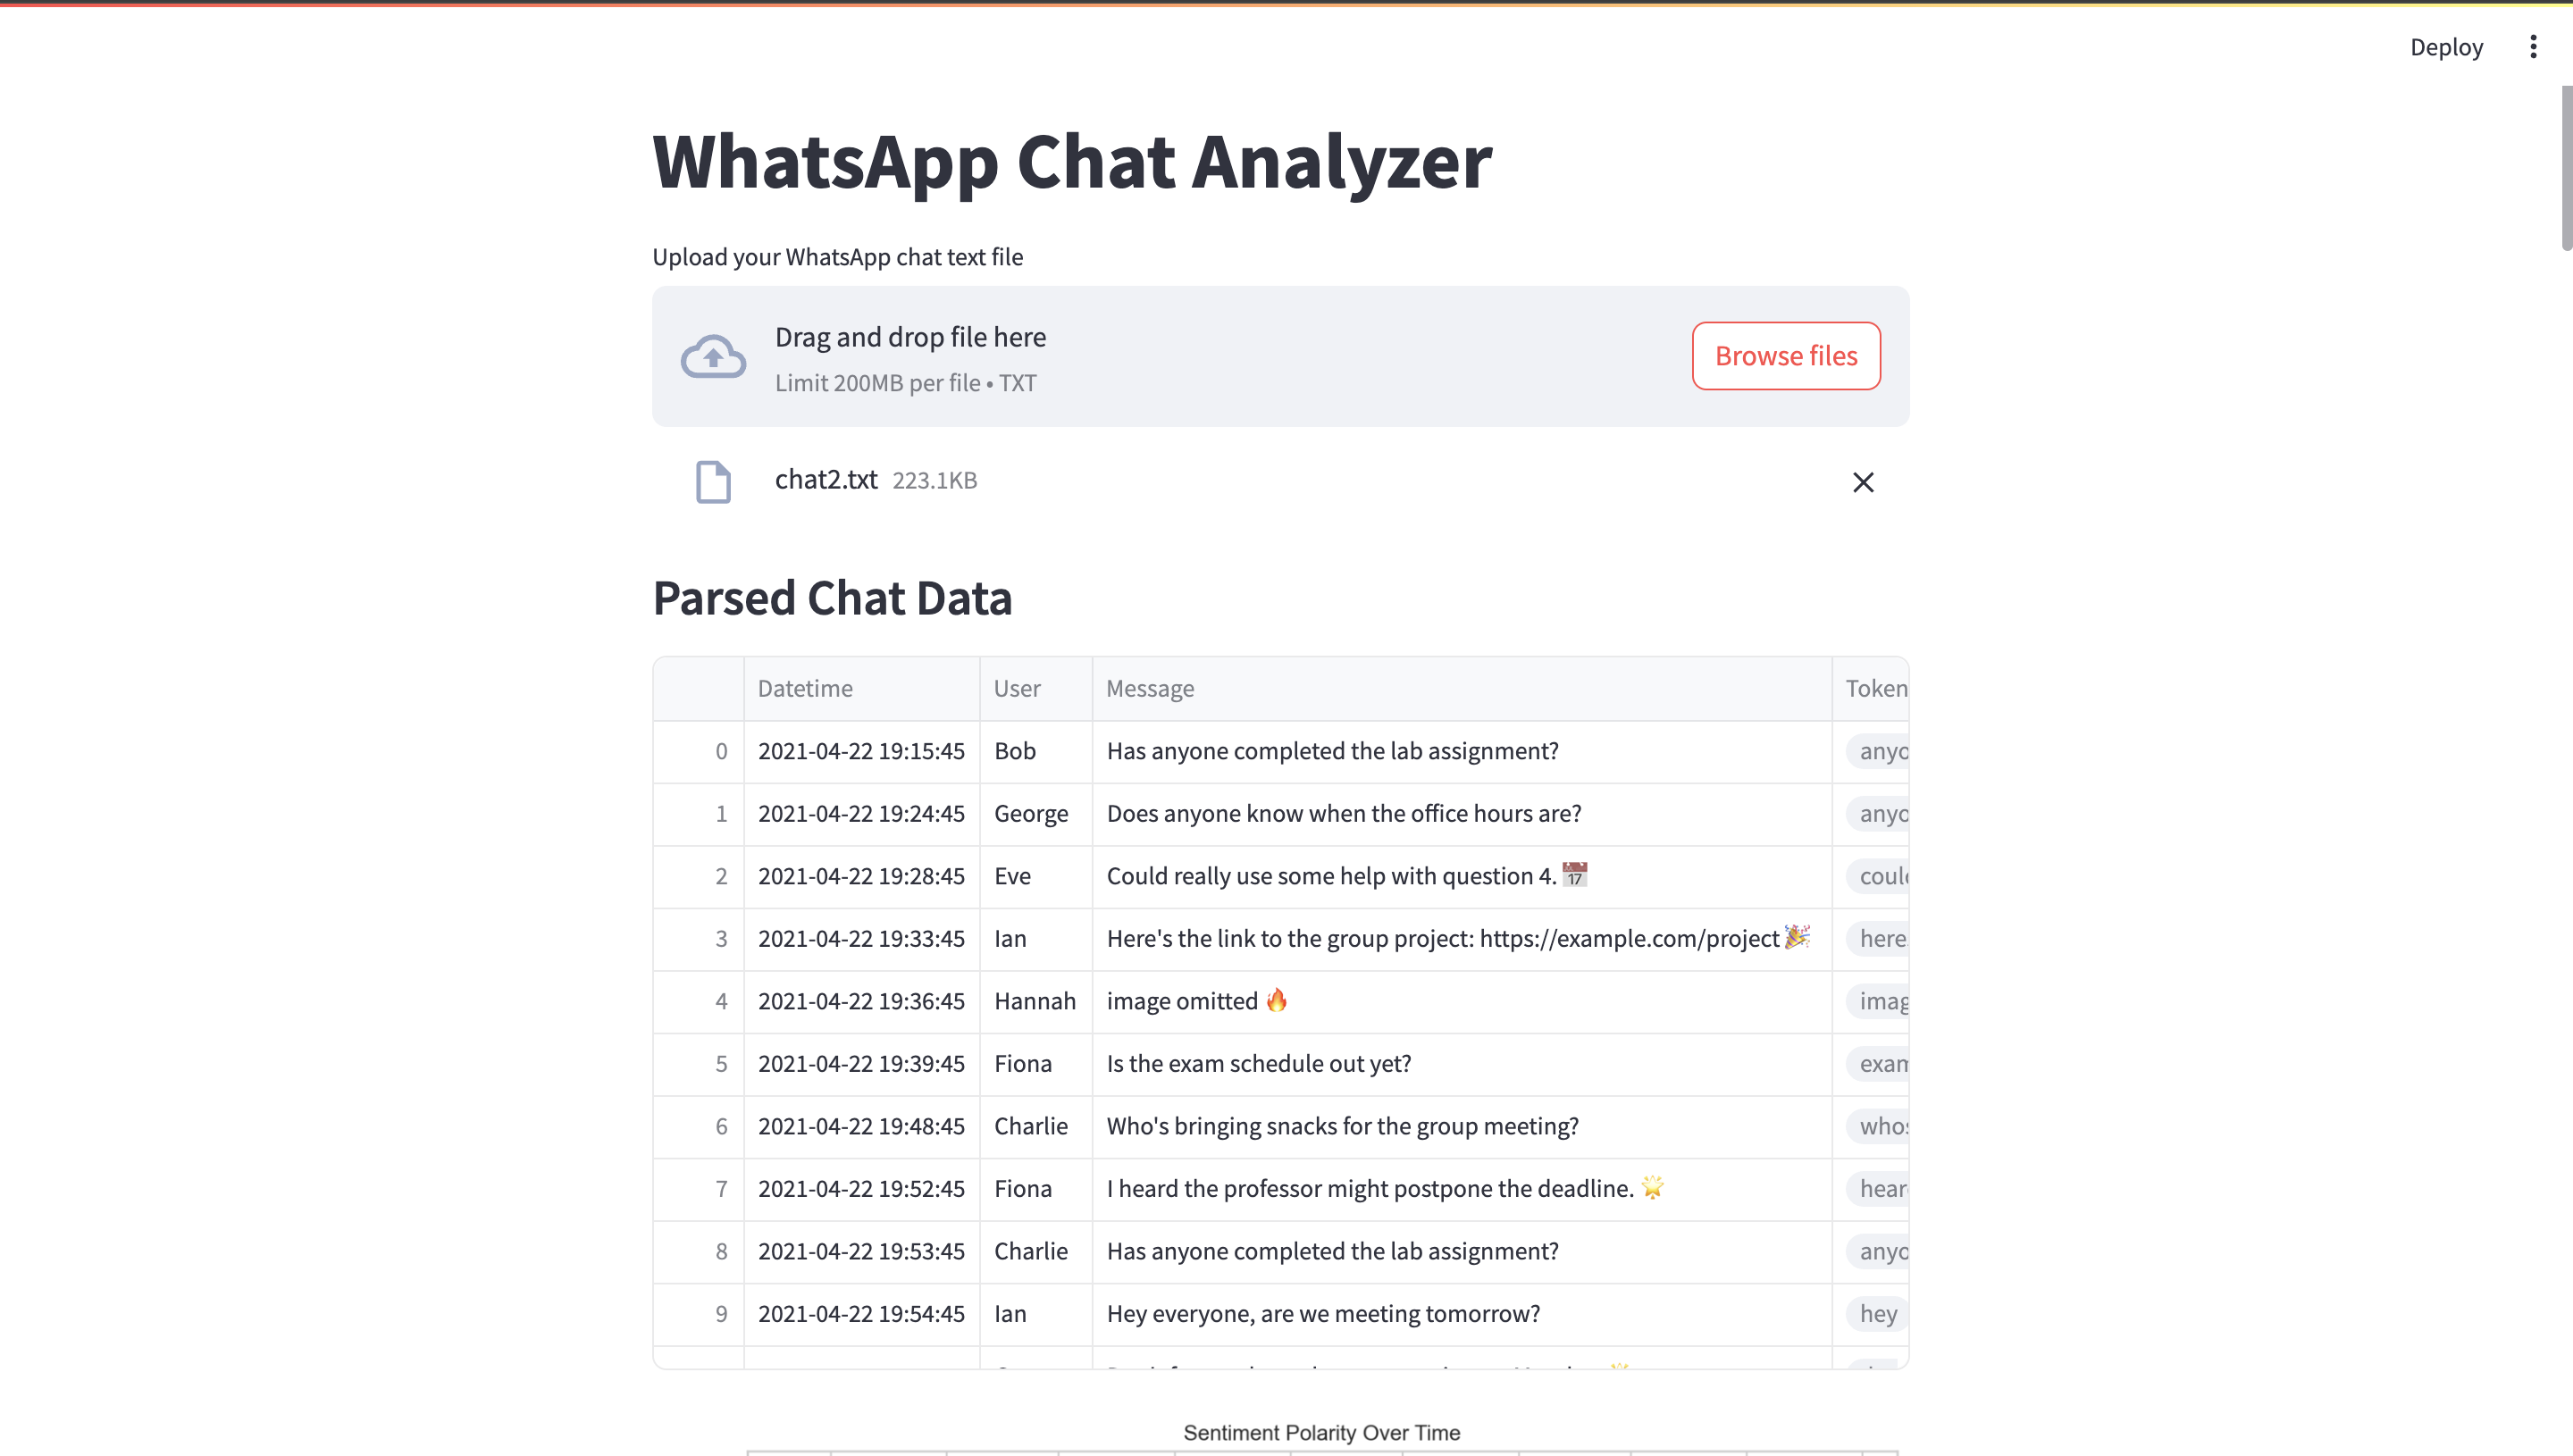 Deploy
WhatsApp Chat Analyzer
Upload your WhatsApp chat text file
Drag and drop file here
Limit 200MB per file • TXT
Browse files
chat2.txt 223.1KB
Parsed Chat Data
Datetime User Message Token
0 2021-04-22 19:15:45 Bob Has anyone completed the lab assignment? anyo
1 2021-04-22 19:24:45 George Does anyone know when the office hours are? anyo
2 2021-04-22 19:28:45 Eve Could really use some help with question 4. 📅 coul
3 2021-04-22 19:33:45 Ian Here's the link to the group project: https://example.com/project 🎉 here
4 2021-04-22 19:36:45 Hannah image omitted 🔥 imag
5 2021-04-22 19:39:45 Fiona Is the exam schedule out yet? exam
6 2021-04-22 19:48:45 Charlie Who's bringing snacks for the group meeting? whos
7 2021-04-22 19:52:45 Fiona I heard the professor might postpone the deadline. 🌟 hear
8 2021-04-22 19:53:45 Charlie Has anyone completed the lab assignment? anyo
9 2021-04-22 19:54:45 Ian Hey everyone, are we meeting tomorrow? hey
Sentiment Polarity Over Time